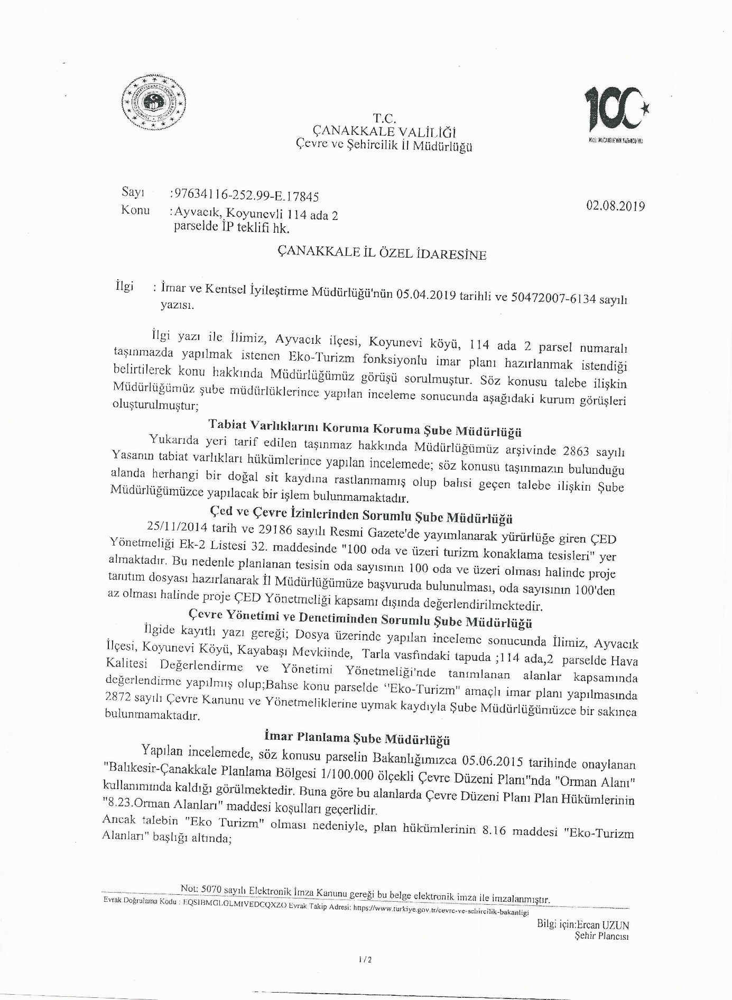 T.C.
ÇANAKKALE VALİLİĞİ
Çevre ve Şehircilik İl Müdürlüğü
100
Sayı :97634116-252.99-E.17845
02.08.2019
Konu :Ayvacık, Koyunevli 114 ada 2
parselde İP teklifi hk.
ÇANAKKALE İL ÖZEL İDARESİNE
İlgi : İmar ve Kentsel İyileştirme Müdürlüğü'nün 05.04.2019 tarihli ve 50472007-6134 sayılı
yazısı.
İlgi yazı ile İlimiz, Ayvacık ilçesi, Koyunevi köyü, 114 ada 2 parsel numaralı
taşınmazda yapılmak istenen Eko-Turizm fonksiyonlu imar planı hazırlanmak istendiği
belirtilerek konu hakkında Müdürlüğümüz görüşü sorulmuştur. Söz konusu talebe ilişkin
Müdürlüğümüz şube müdürlüklerince yapılan inceleme sonucunda aşağıdaki kurum görüşleri
oluşturulmuştur;
Tabiat Varlıklarını Koruma Koruma Şube Müdürlüğü
Yukarıda yeri tarif edilen taşınmaz hakkında Müdürlüğümüz arşivinde 2863 sayılı
Yasanın tabiat varlıkları hükümlerince yapılan incelemede; söz konusu taşınmazın bulunduğu
alanda herhangi bir doğal sit kaydına rastlanmamış olup bahsi geçen talebe ilişkin Şube
Müdürlüğümüzce yapılacak bir işlem bulunmamaktadır.
Çed ve Çevre İzinlerinden Sorumlu Şube Müdürlüğü
25/11/2014 tarih ve 29186 sayılı Resmi Gazete'de yayımlanarak yürürlüğe giren ÇED
Yönetmeliği Ek-2 Listesi 32. maddesinde "100 oda ve üzeri turizm konaklama tesisleri" yer
almaktadır. Bu nedenle planlanan tesisin oda sayısının 100 oda ve üzeri olması halinde proje
tanıtım dosyası hazırlanarak İl Müdürlüğümüze başvuruda bulunulması, oda sayısının 100'den
az olması halinde proje ÇED Yönetmeliği kapsamı dışında değerlendirilmektedir.
Çevre Yönetimi ve Denetiminden Sorumlu Şube Müdürlüğü
İlgide kayıtlı yazı gereği; Dosya üzerinde yapılan inceleme sonucunda İlimiz, Ayvacık
İlçesi, Koyunevi Köyü, Kayabaşı Mevkiinde, Tarla vasfındaki tapuda ;114 ada,2 parselde Hava
Kalitesi Değerlendirme ve Yönetimi Yönetmeliği'nde tanımlanan alanlar kapsamında
değerlendirme yapılmış olup;Bahse konu parselde "Eko-Turizm" amaçlı imar planı yapılmasında
2872 sayılı Çevre Kanunu ve Yönetmeliklerine uymak kaydıyla Şube Müdürlüğümüzce bir sakınca
bulunmamaktadır.
İmar Planlama Şube Müdürlüğü
Yapılan incelemede, söz konusu parselin Bakanlığımızca 05.06.2015 tarihinde onaylanan
"Balıkesir-Çanakkale Planlama Bölgesi 1/100.000 ölçekli Çevre Düzeni Planı"nda "Orman Alanı"
kullanımında kaldığı görülmektedir. Buna göre bu alanlarda Çevre Düzeni Planı Plan Hükümlerinin
"8.23.Orman Alanları" maddesi koşulları geçerlidir.
Ancak talebin "Eko Turizm" olması nedeniyle, plan hükümlerinin 8.16 maddesi "Eko-Turizm
Alanları" başlığı altında;
Not: 5070 sayılı Elektronik İmza Kanunu gereği bu belge elektronik imza ile imzalanmıştır.
Evrak Doğrulama Kodu : EQSIBMGLGLMIVEDCQXZO Evrak Takip Adresi: https://www.turkiye.gov.tr/cevre-ve-sehircilik-bakanligi
Bilgi için:Ercan UZUN
Şehir Plancısı
1/2